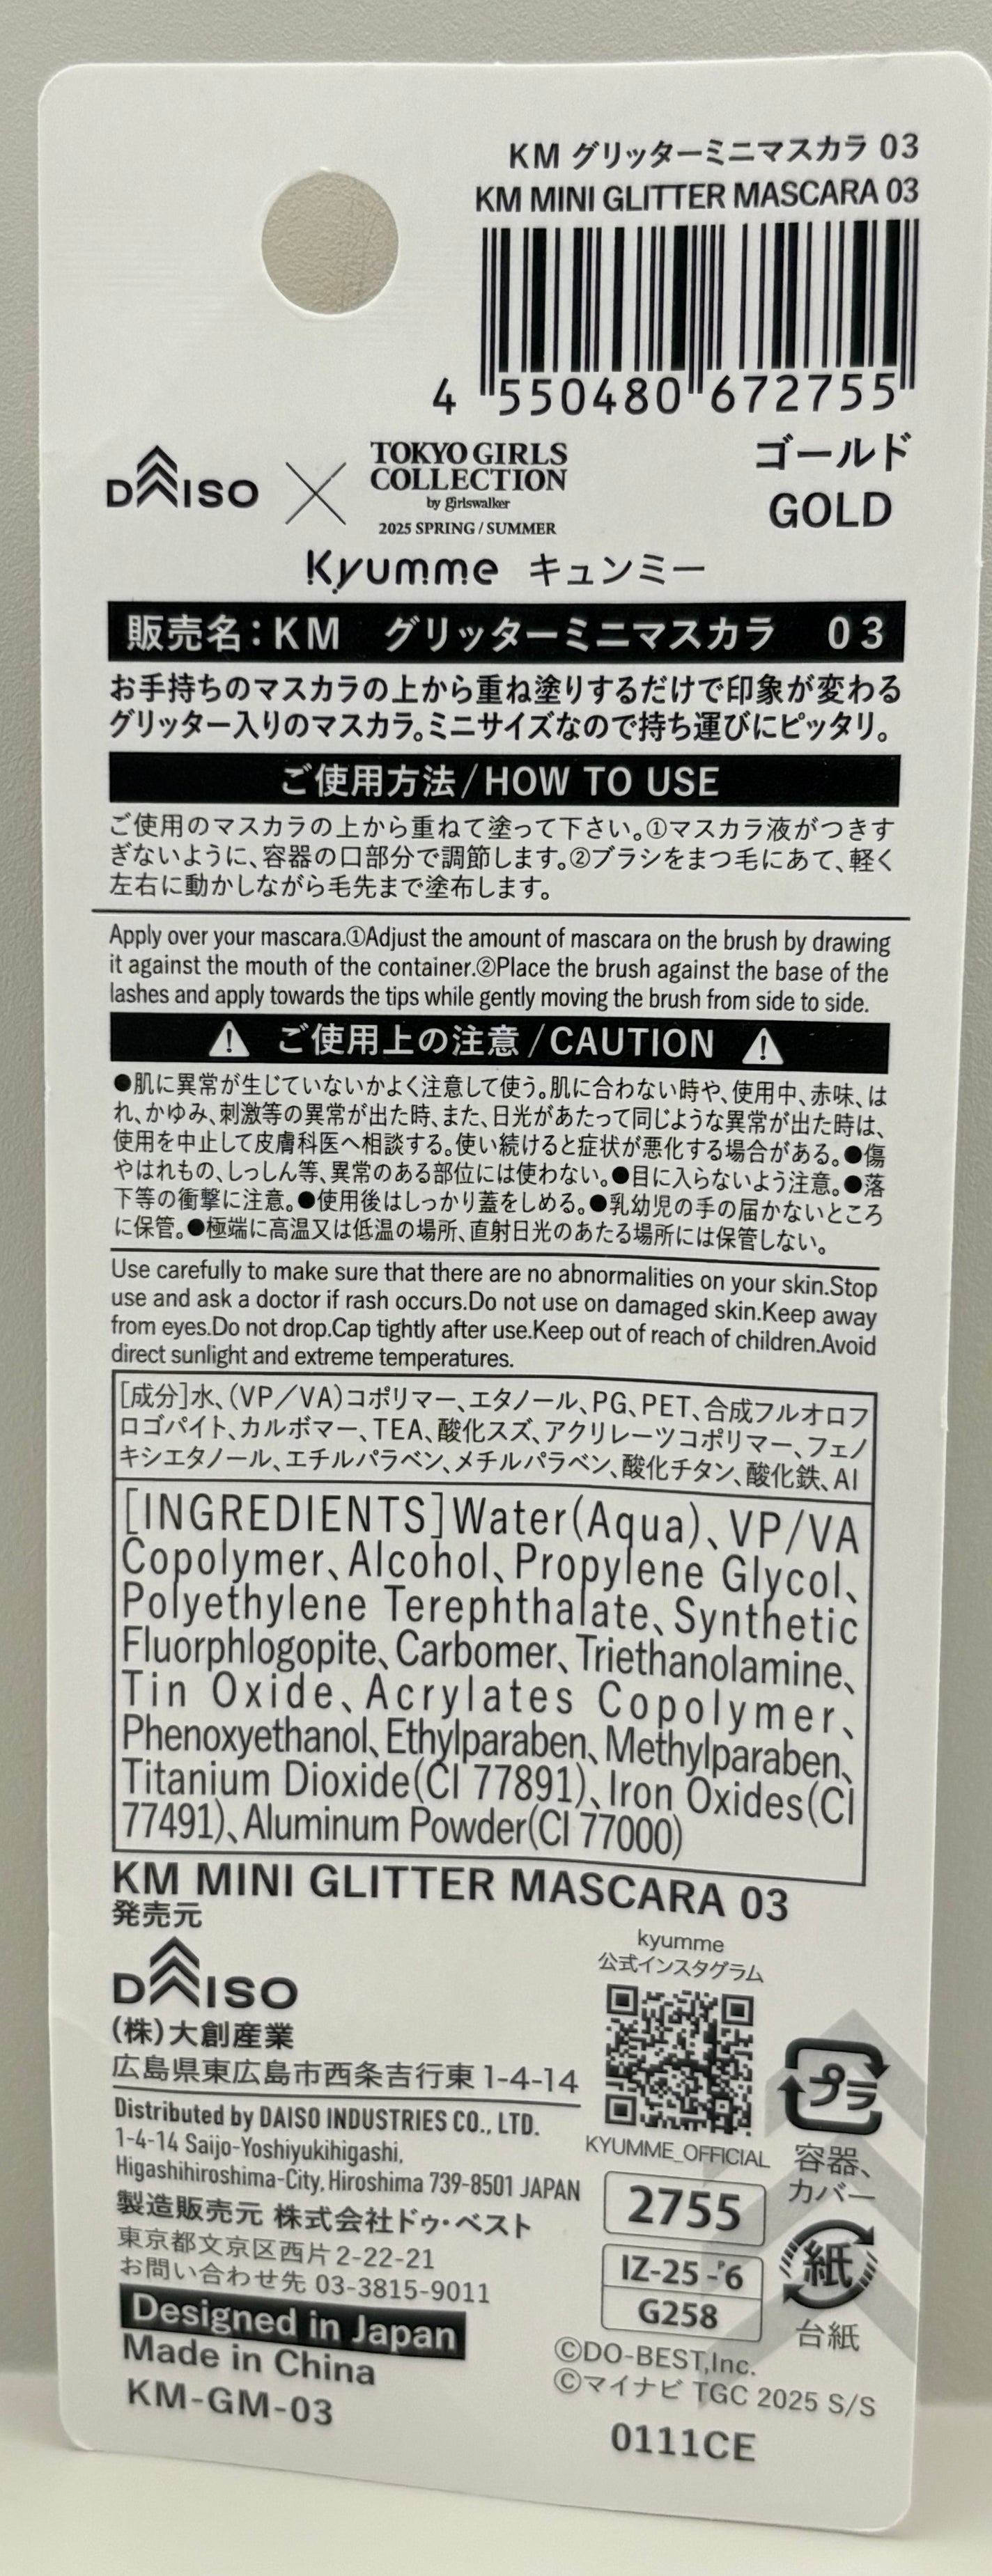 KM グリッターミニマスカラ 03
KM MINI GLITTER MASCARA 03
4 550480 672755
ゴールド
GOLD
DAISO × TOKYO GIRLS
COLLECTION
by girlswalker
2025 SPRING / SUMMER
Kyumme キュンミー
販売名：KM グリッターミニマスカラ 03
お手持ちのマスカラの上から重ね塗りするだけで印象が変わる
グリッター入りのマスカラ。ミニサイズなので持ち運びにピッタリ。
ご使用方法/HOW TO USE
ご使用のマスカラの上から重ねて塗って下さい。①マスカラ液がつきす
ぎないように、容器の口部分で調節します。②ブラシをまつ毛にあて、軽く
左右に動かしながら毛先まで塗布します。
Apply over your mascara.①Adjust the amount of mascara on the brush by drawing
it against the mouth of the container.②Place the brush against the base of the
lashes and apply towards the tips while gently moving the brush from side to side.
ご使用上の注意/CAUTION
●肌に異常が生じていないかよく注意して使う。肌に合わない時や、使用中、赤味、は
れ、かゆみ、刺激等の異常が出た時、また、日光があたって同じような異常が出た時は、
使用を中止して皮膚科医へ相談する。使い続けると症状が悪化する場合がある。●傷
やはれもの、しっしん等、異常のある部位には使わない。●目に入らないよう注意。●落
下等の衝撃に注意。●使用後はしっかり蓋をしめる。●乳幼児の手の届かないところ
に保管。●極端に高温又は低温の場所、直射日光のあたる場所には保管しない。
Use carefully to make sure that there are no abnormalities on your skin.Stop
use and ask a doctor if rash occurs.Do not use on damaged skin.Keep away
from eyes.Do not drop.Cap tightly after use.Keep out of reach of children.Avoid
direct sunlight and extreme temperatures.
[成分]水、(VP／VA)コポリマー、エタノール、PG、PET、合成フルオロフ
ロゴパイト、カルボマー、TEA、酸化スズ、アクリレーツコポリマー、フェノ
キシエタノール、エチルパラベン、メチルパラベン、酸化チタン、酸化鉄、Al
[INGREDIENTS]Water(Aqua)、VP/VA
Copolymer、Alcohol、Propylene Glycol、
Polyethylene Terephthalate、Synthetic
Fluorphlogopite、Carbomer、Triethanolamine、
Tin Oxide、Acrylates Copolymer、
Phenoxyethanol、Ethylparaben、Methylparaben、
Titanium Dioxide(CI 77891)、Iron Oxides(CI
77491)、Aluminum Powder(CI 77000)
KM MINI GLITTER MASCARA 03
発売元
DAISO
(株)大創産業
広島県東広島市西条吉行東1-4-14
Distributed by DAISO INDUSTRIES CO., LTD.
1-4-14 Saijo-Yoshiyukihigashi,
Higashihiroshima-City, Hiroshima 739-8501 JAPAN
製造販売元 株式会社ドゥ・ベスト
東京都文京区西片2-22-21
お問い合わせ先 03-3815-9011
Designed in Japan
Made in China
KM-GM-03
kyumme
公式インスタグラム
KYUMME_OFFICIAL
2755
IZ-25-'6
G258
プラ
容器、
カバー
紙
台紙
©DO-BEST,Inc.
©マイナビ TGC 2025 S/S
0111CE